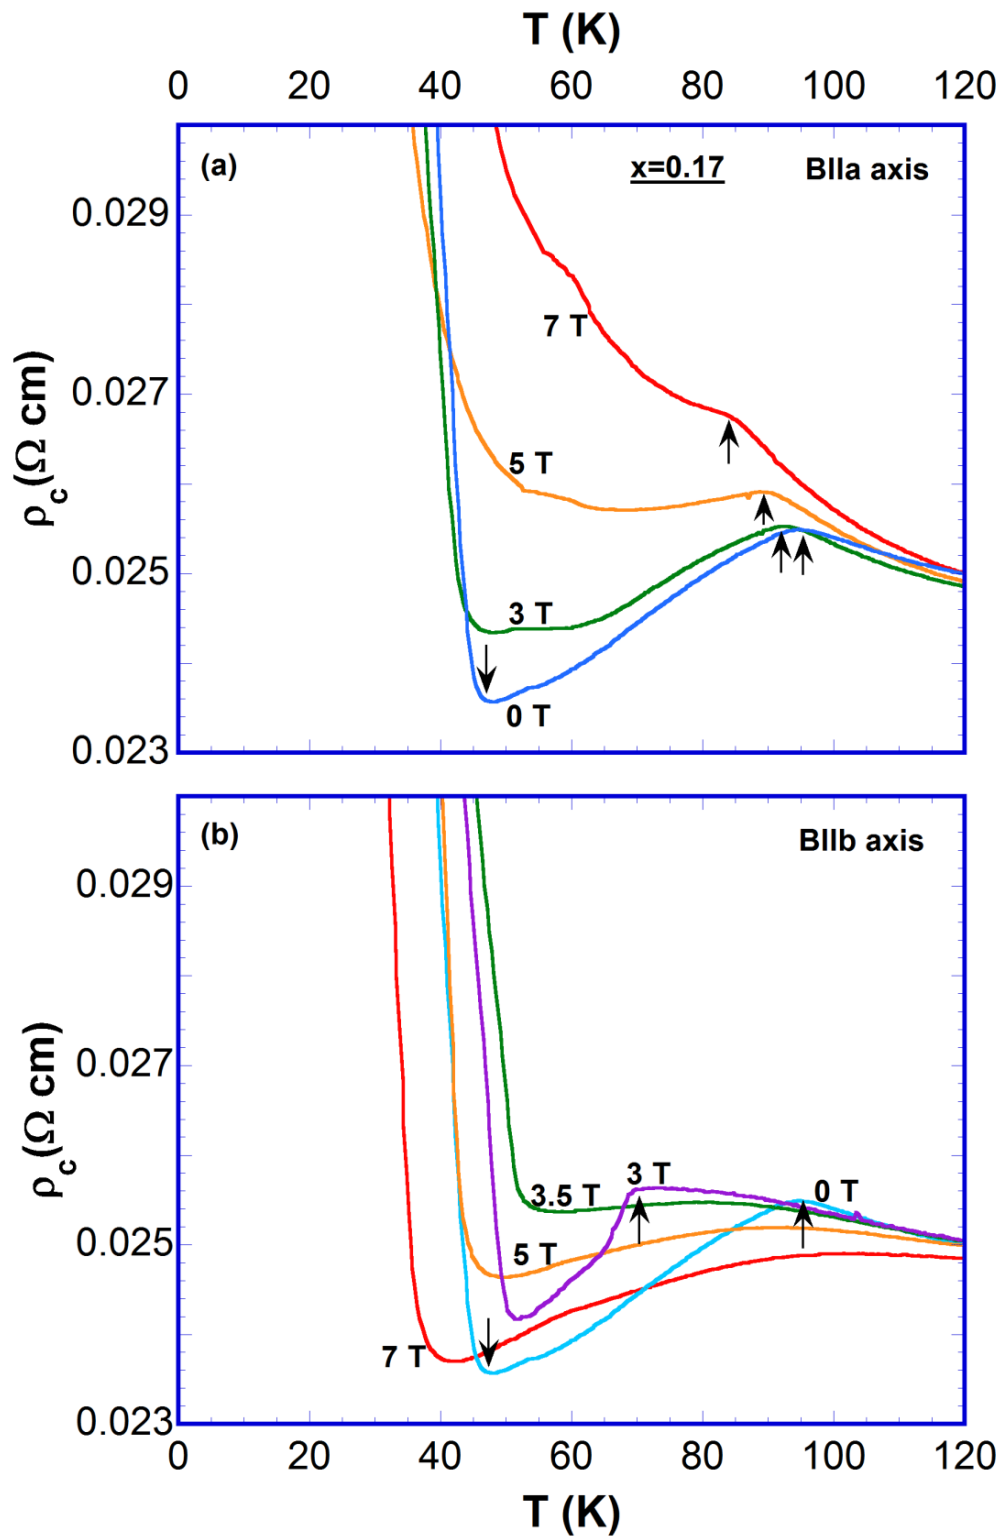 T (K)
0 20 40 60 80 100 120
(a) x=0.17 BIIa axis
0.029
7 T
0.027
ρc(Ω cm)
5 T
0.025
3 T
0 T
0.023
(b) BIIb axis
0.029
0.027
ρc(Ω cm)
3 T
3.5 T 0 T
0.025
5 T
7 T
0.023
0 20 40 60 80 100 120
T (K)